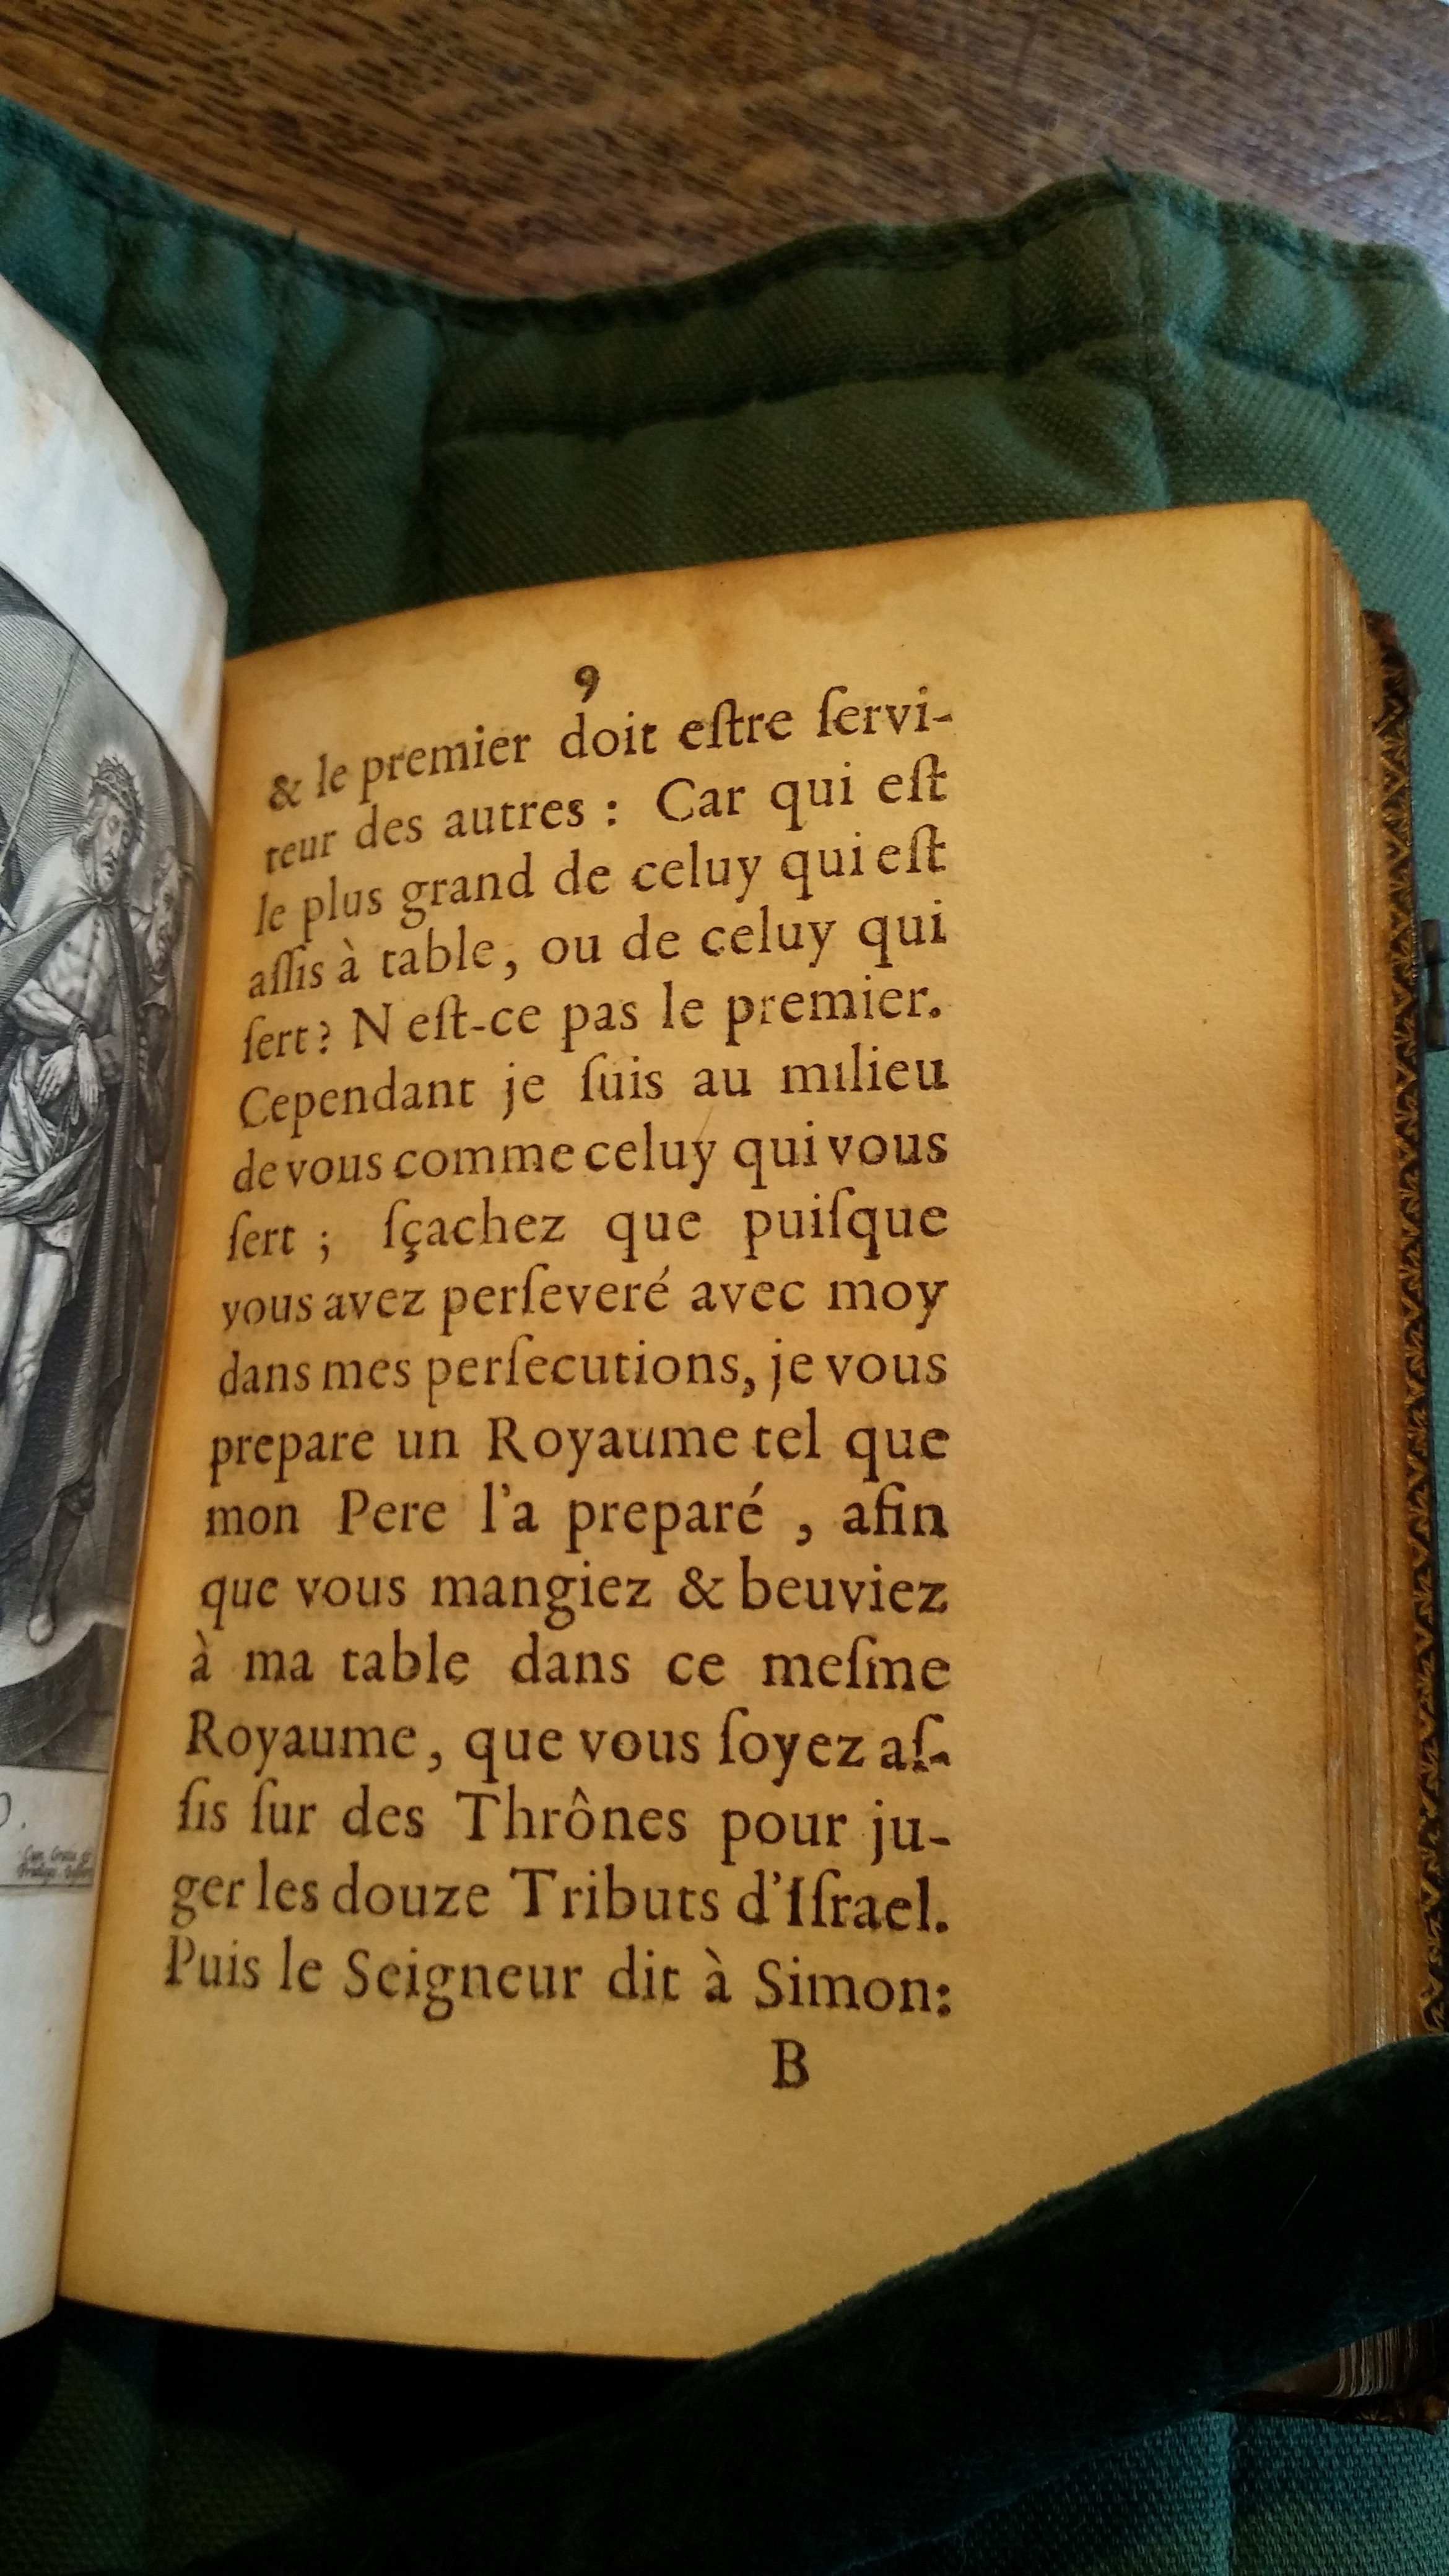 9
& le premier doit eſtre ſervi-
teur des autres : Car qui eſt
le plus grand de celuy qui eſt
aſſis à table, ou de celuy qui
ſert ? N eſt-ce pas le premier.
Cependant je ſuis au milieu
de vous comme celuy qui vous
ſert ; ſçachez que puiſque
vous avez perſeveré avec moy
dans mes perſecutions, je vous
prepare un Royaume tel que
mon Pere l'a preparé , afin
que vous mangiez & beuviez
à ma table dans ce meſme
Royaume, que vous ſoyez aſ-
ſis ſur des Thrônes pour ju-
ger les douze Tributs d'Iſrael.
Puis le Seigneur dit à Simon:
B